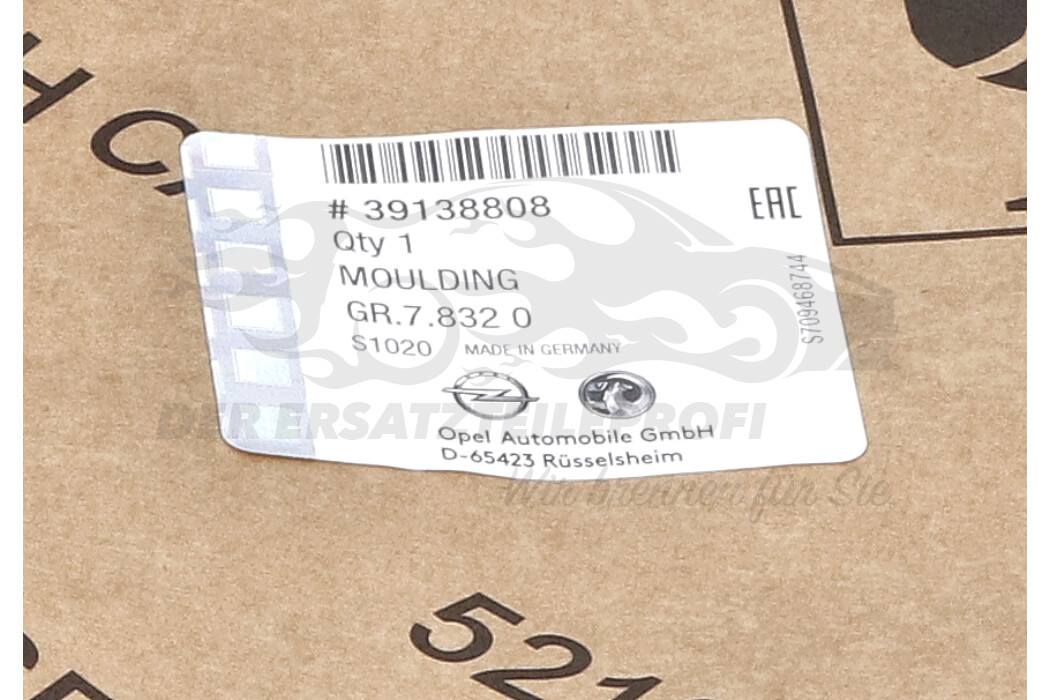 # 39138808
Qty 1
MOULDING
GR.7.832 0
S1020 MADE IN GERMANY
EAC
S709468744
Opel Automobile GmbH
D-65423 Rüsselsheim
DER ERSATZTEILEPROFI
Wir brennen für Sie
521